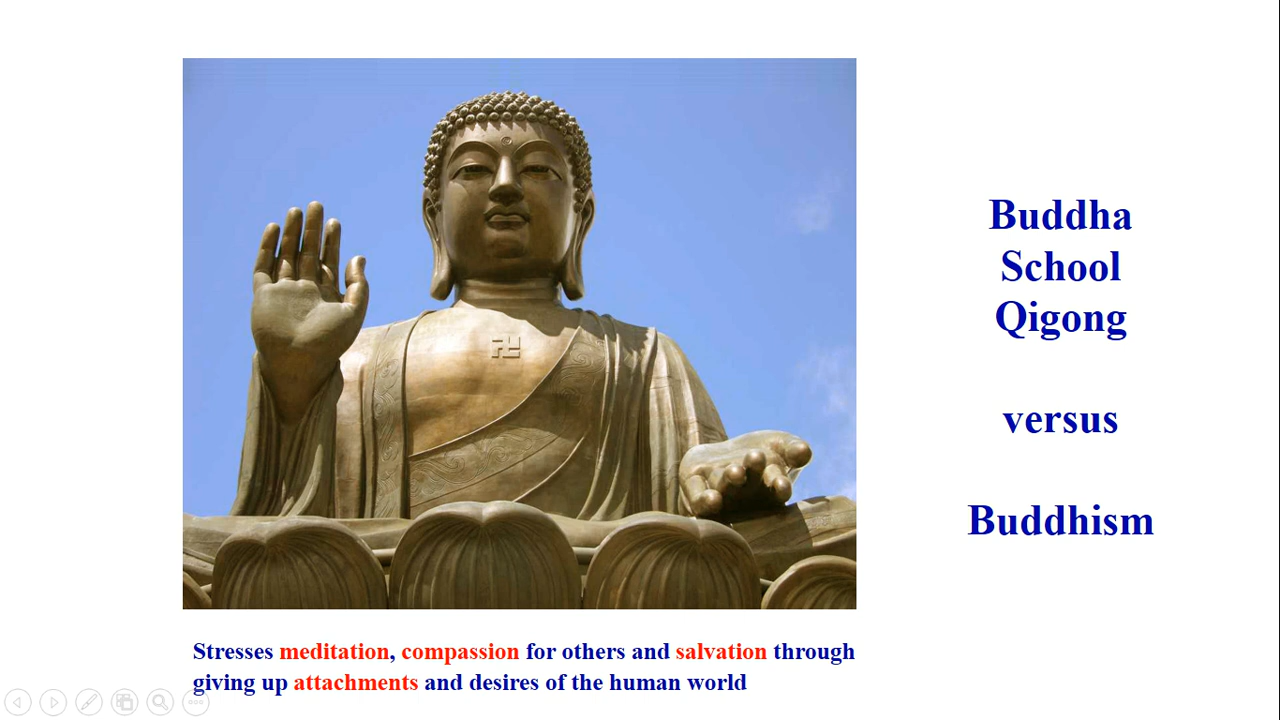 Buddha
School
Qigong
versus
Buddhism
Stresses meditation, compassion for others and salvation through
giving up attachments and desires of the human world